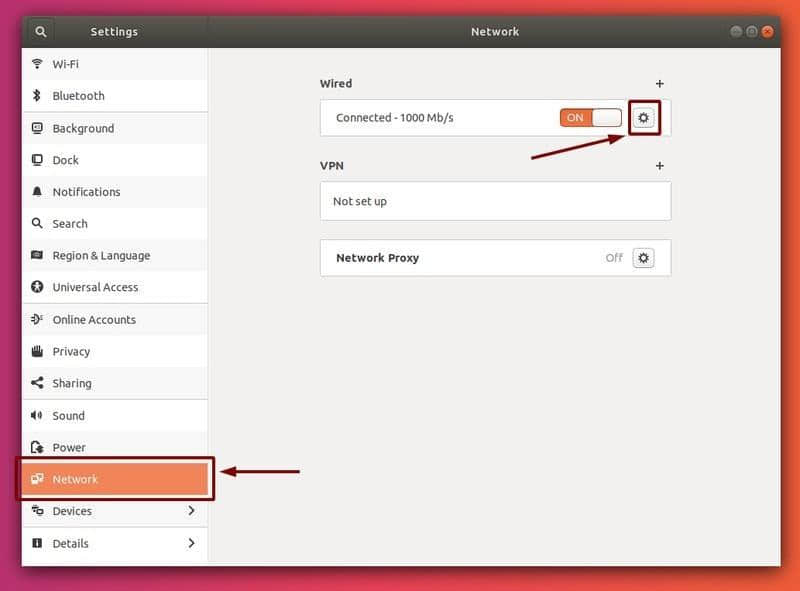 Settings
Network
Wi-Fi
Bluetooth
Background
Dock
Notifications
Search
Region & Language
Universal Access
Online Accounts
Privacy
Sharing
Sound
Power
Network
Devices
Details
Wired
Connected - 1000 Mb/s ON
VPN
Not set up
Network Proxy Off